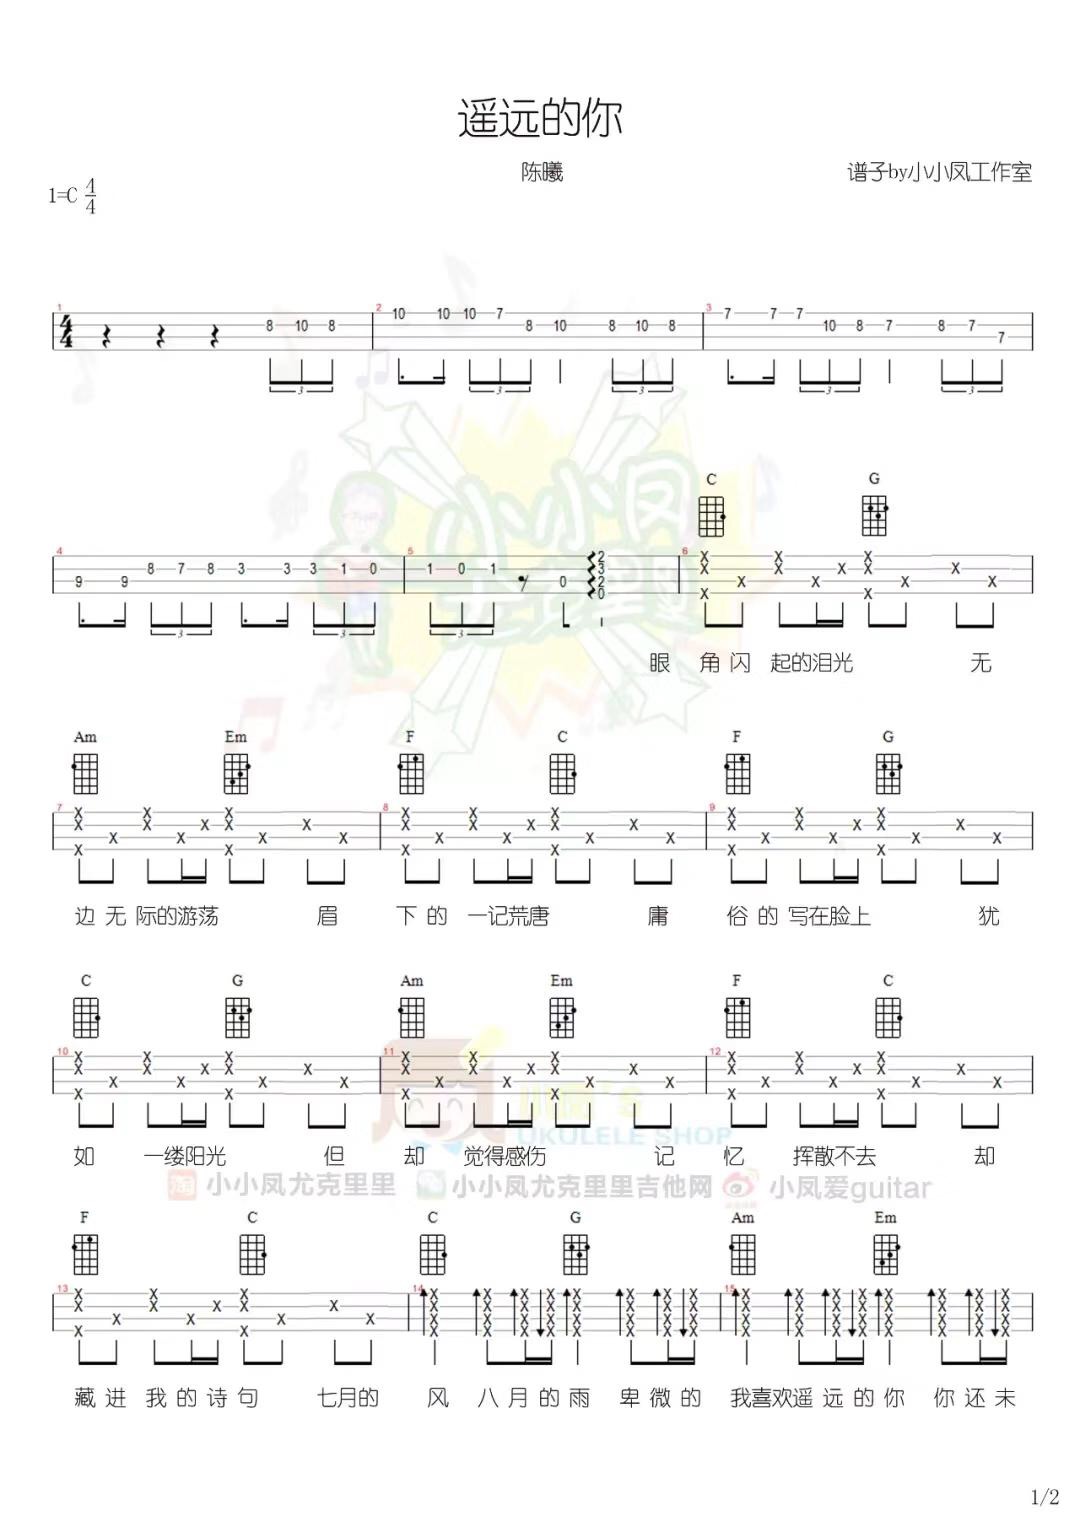 遥远的你
陈曦
谱子by小小凤工作室
1=C 4/4
1 2 3
8 10 8 10 10 10 7 8 10 8 10 8 7 7 7 10 8 7 8 7 7
3 3 3 3
C G
4 5 6
9 9 8 7 8 3 3 3 1 0 1 0 1 0 2 3 2 0
3 3 3
眼 角 闪 起的泪光 无
Am Em F C F G
7 8 9
边 无 际的游荡 眉 下 的 一记荒唐 庸 俗 的 写在脸上 犹
C G Am Em F C
10 11 12
UKULELE SHOP
如 一缕阳光 但 却 觉得感伤 记 忆 挥散不去 却
淘 小小凤尤克里里 小小凤尤克里里吉他网 小凤爱guitar
F C C G Am Em
13 14 15
藏 进 我 的 诗 句 七月的 风 八 月 的 雨 卑 微 的 我喜欢遥 远 的 你 你 还 未
1/2